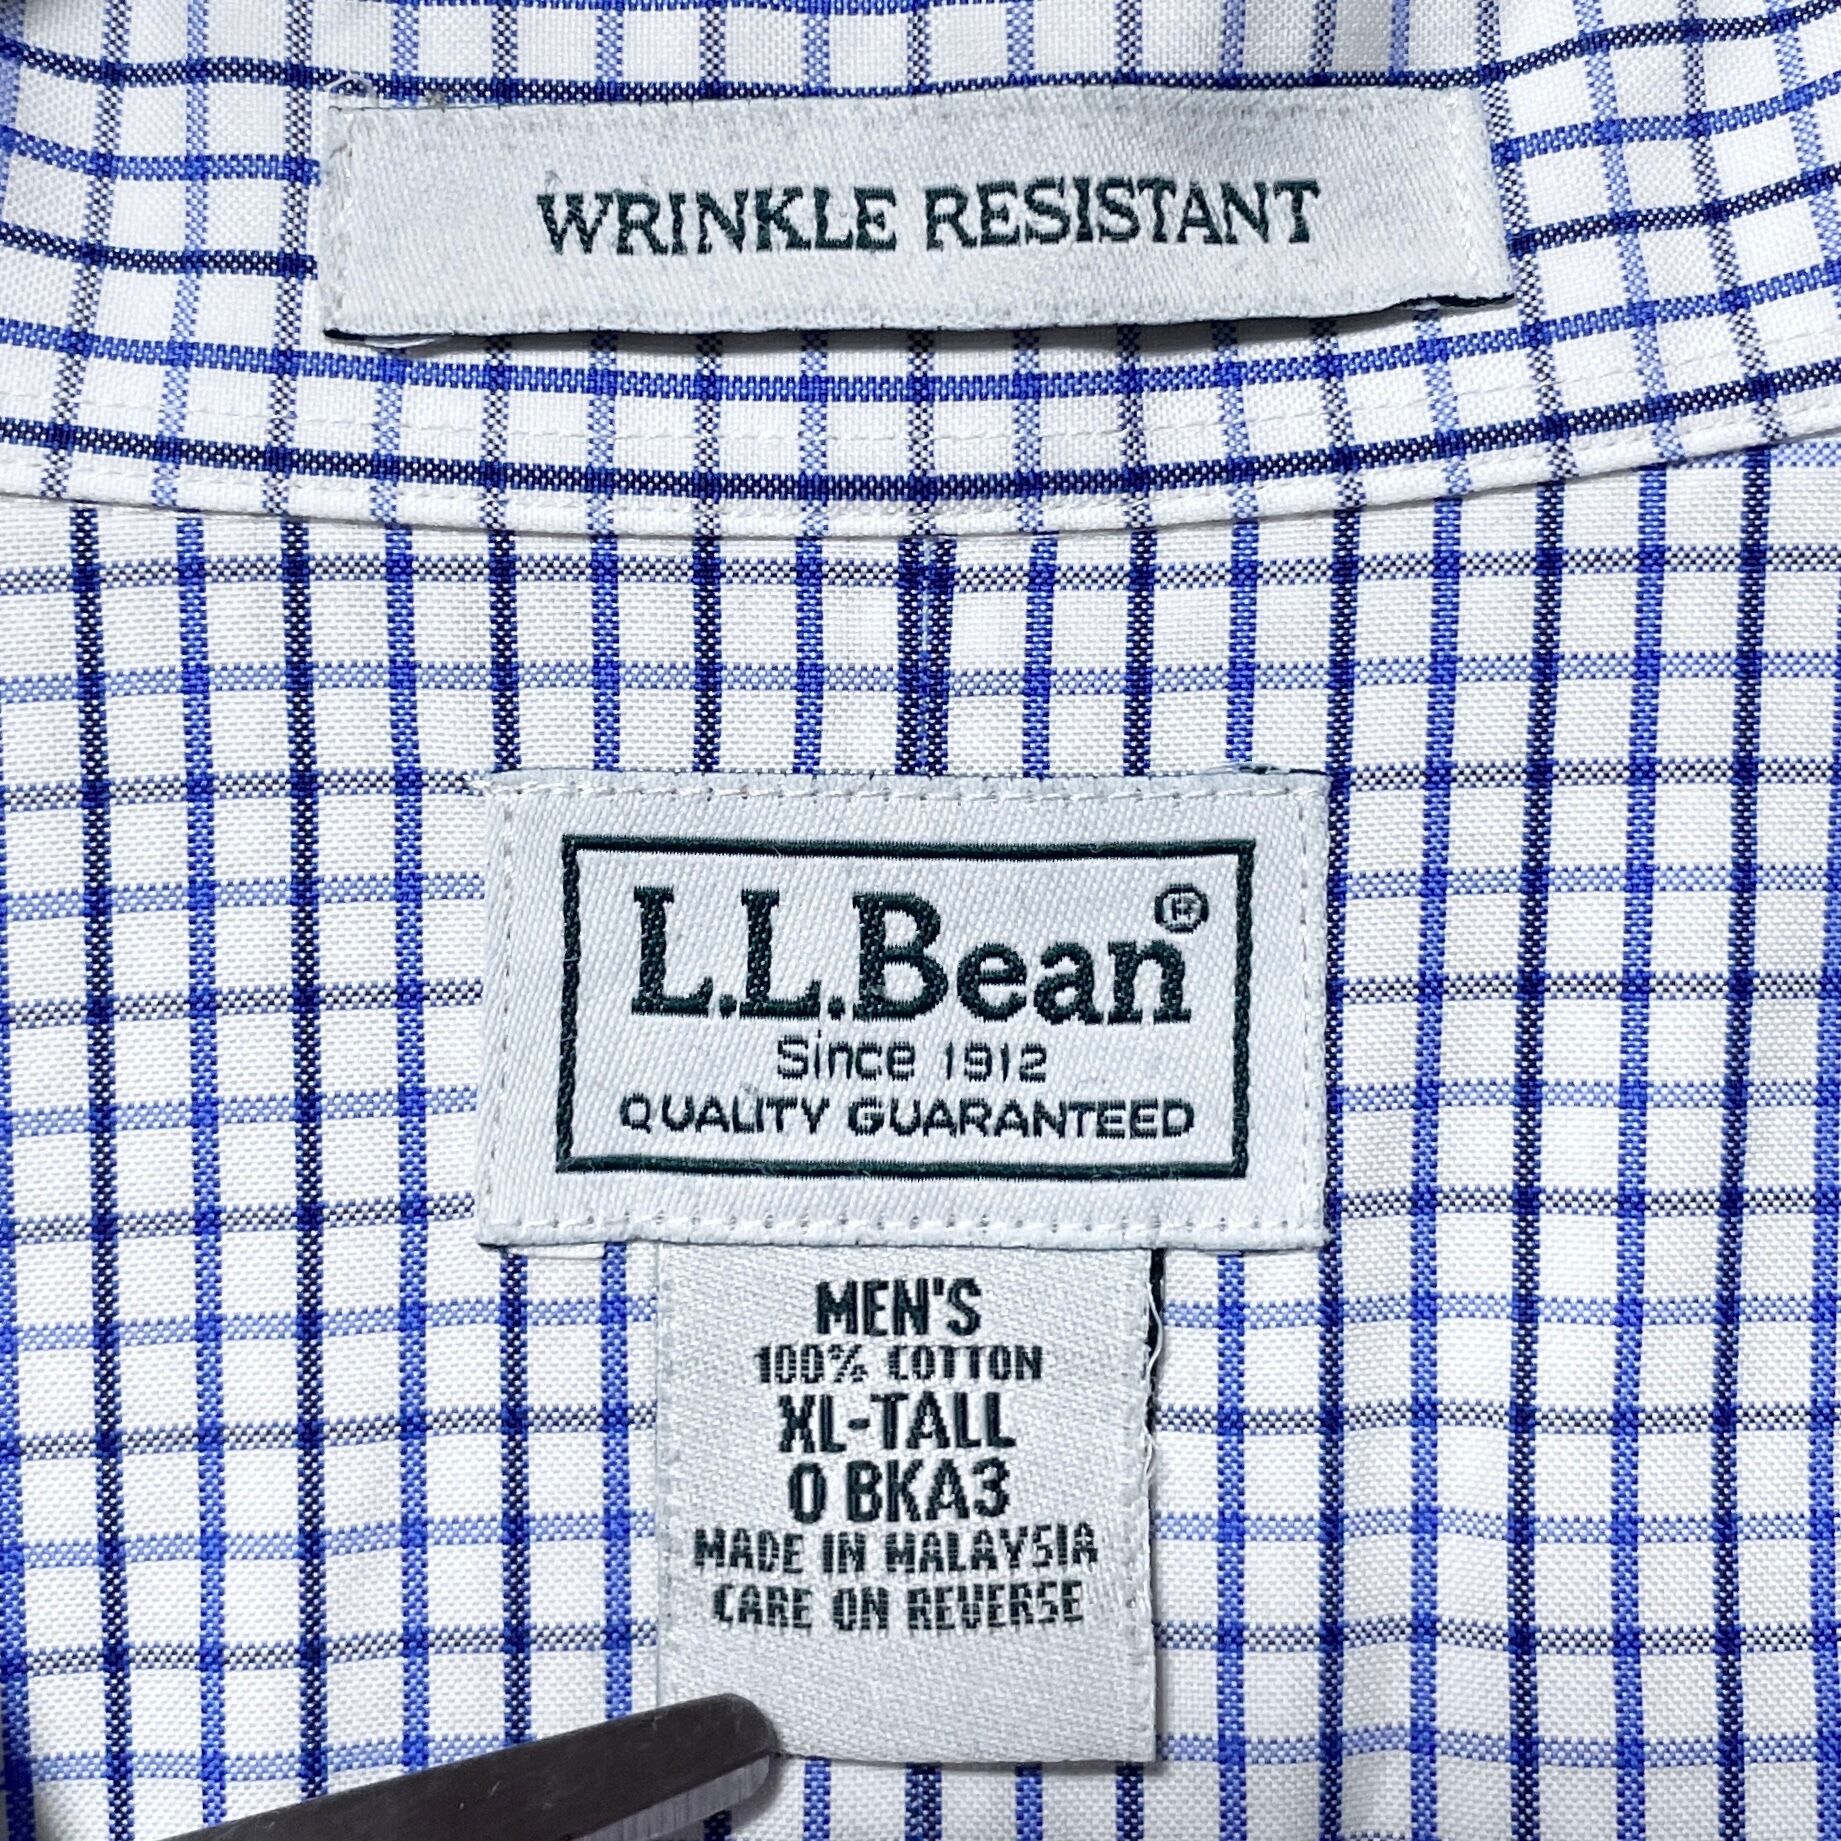 WRINKLE RESISTANT
L.L.Bean®
Since 1912
QUALITY GUARANTEED
MEN'S
100% COTTON
XL-TALL
0 BKA3
MADE IN MALAYSIA
CARE ON REVERSE